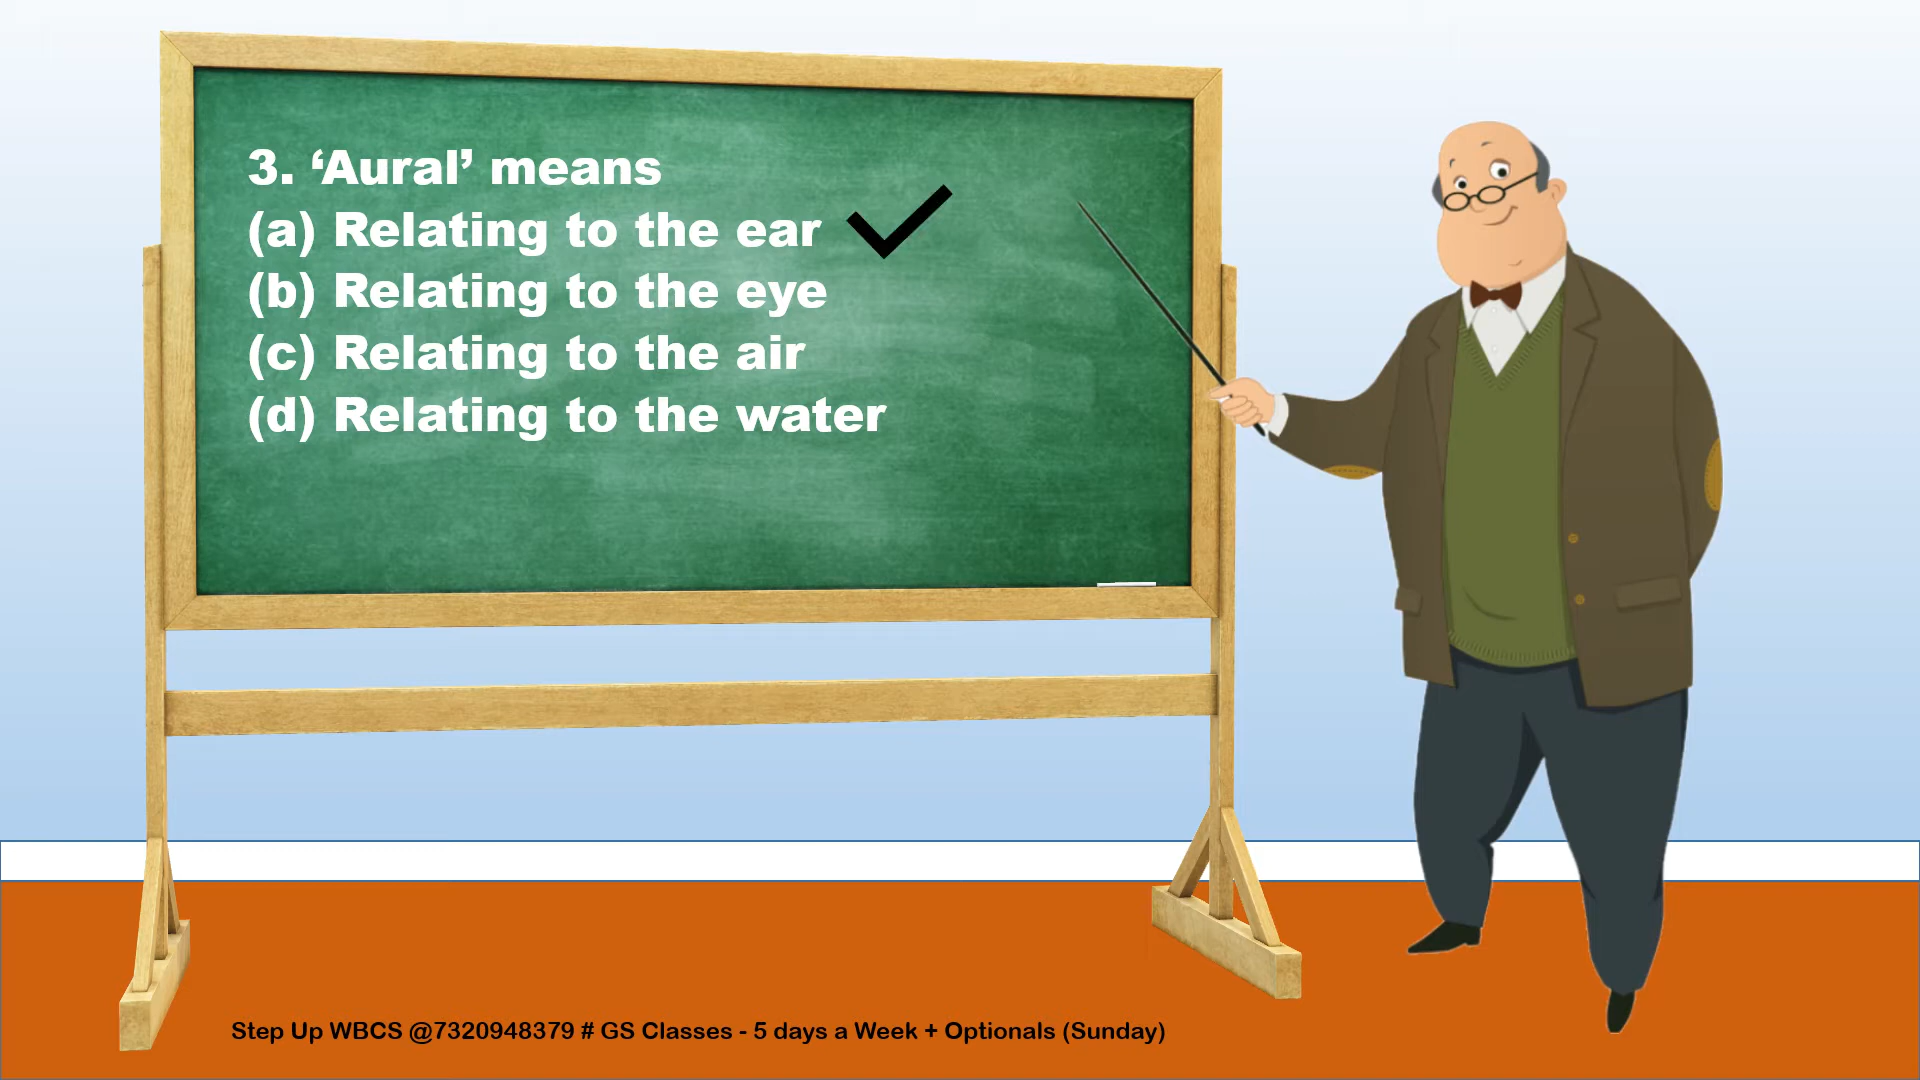 3. ‘Aural’ means
(a) Relating to the ear
(b) Relating to the eye
(c) Relating to the air
(d) Relating to the water
Step Up WBCS @7320948379 # GS Classes - 5 days a Week + Optionals (Sunday)